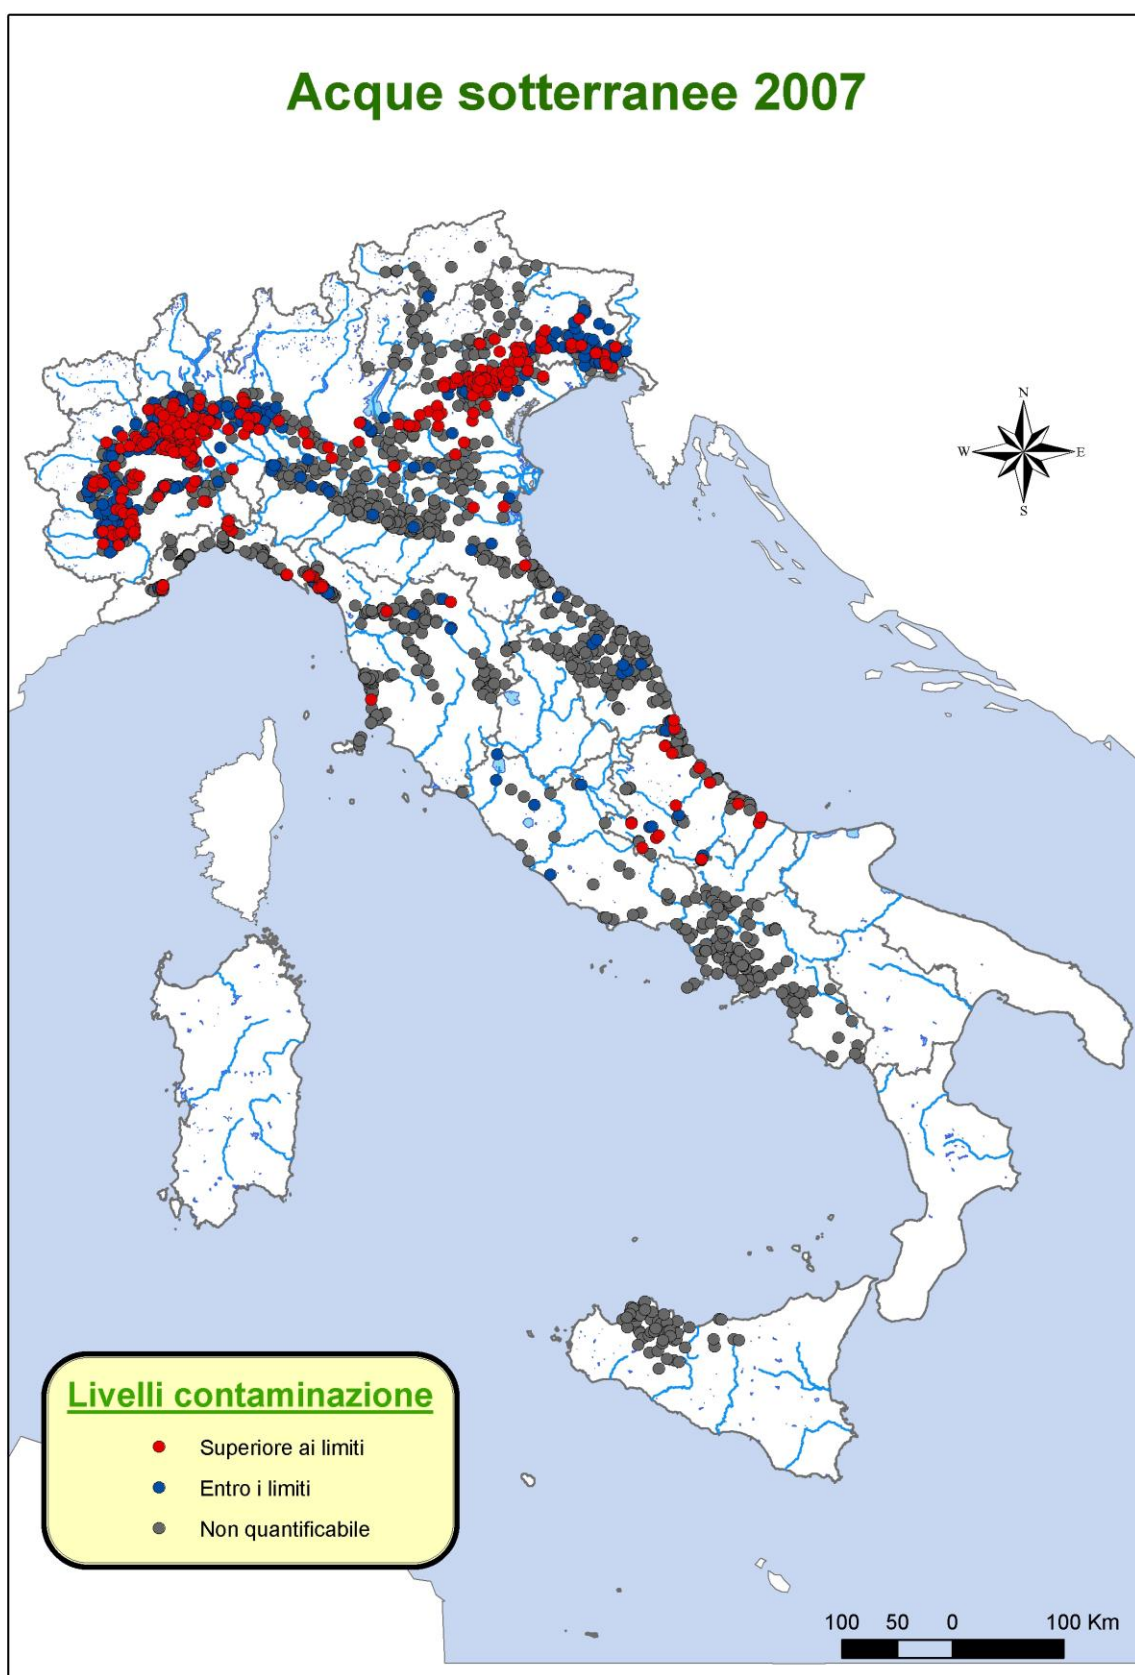 Acque sotterranee 2007
N
W E
S
Livelli contaminazione
Superiore ai limiti
Entro i limiti
Non quantificabile
100 50 0 100 Km